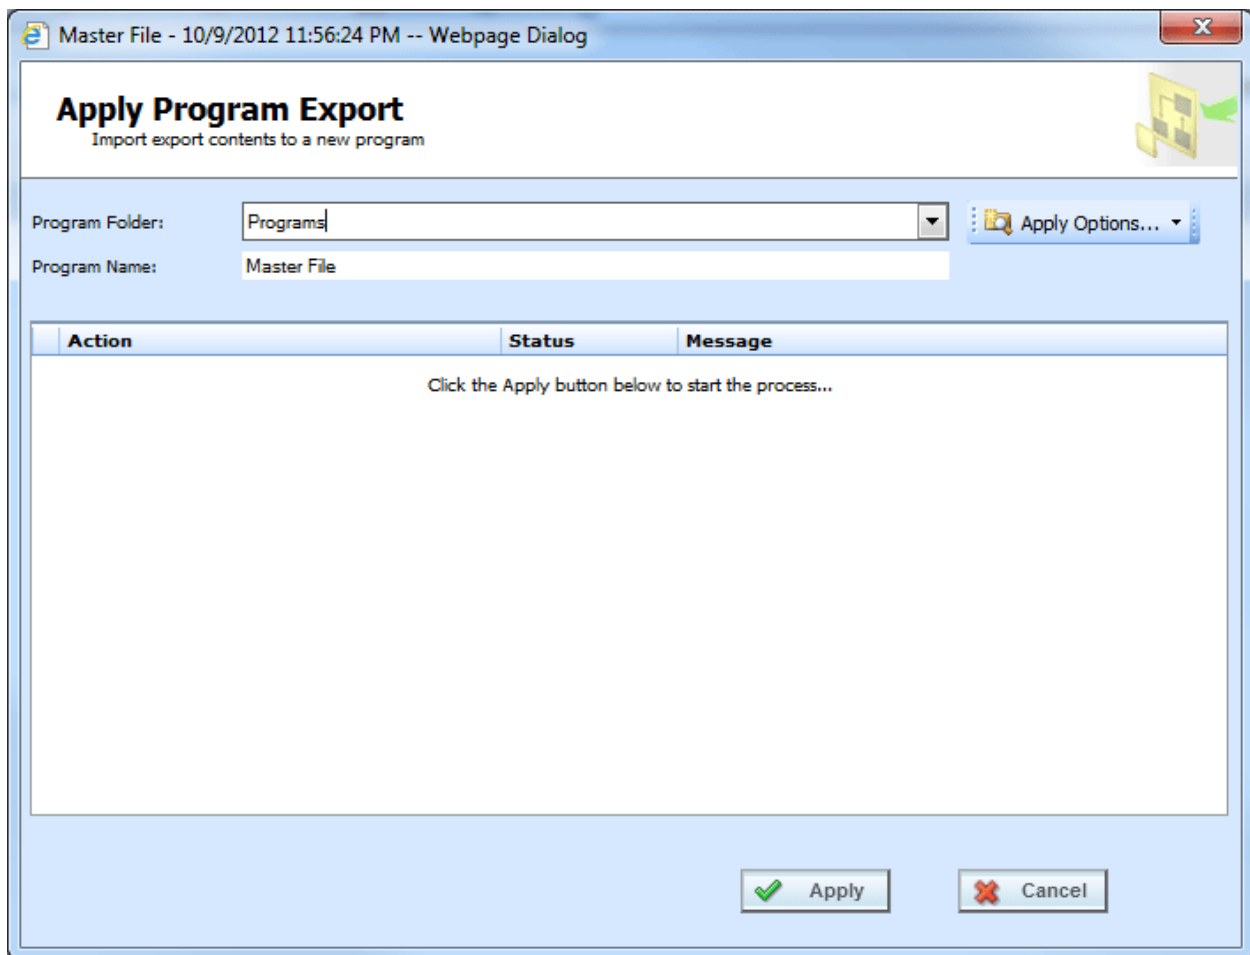 Master File - 10/9/2012 11:56:24 PM -- Webpage Dialog
X
Apply Program Export
Import export contents to a new program
Program Folder: Programs Apply Options...
Program Name: Master File
Action Status Message
Click the Apply button below to start the process...
Apply Cancel